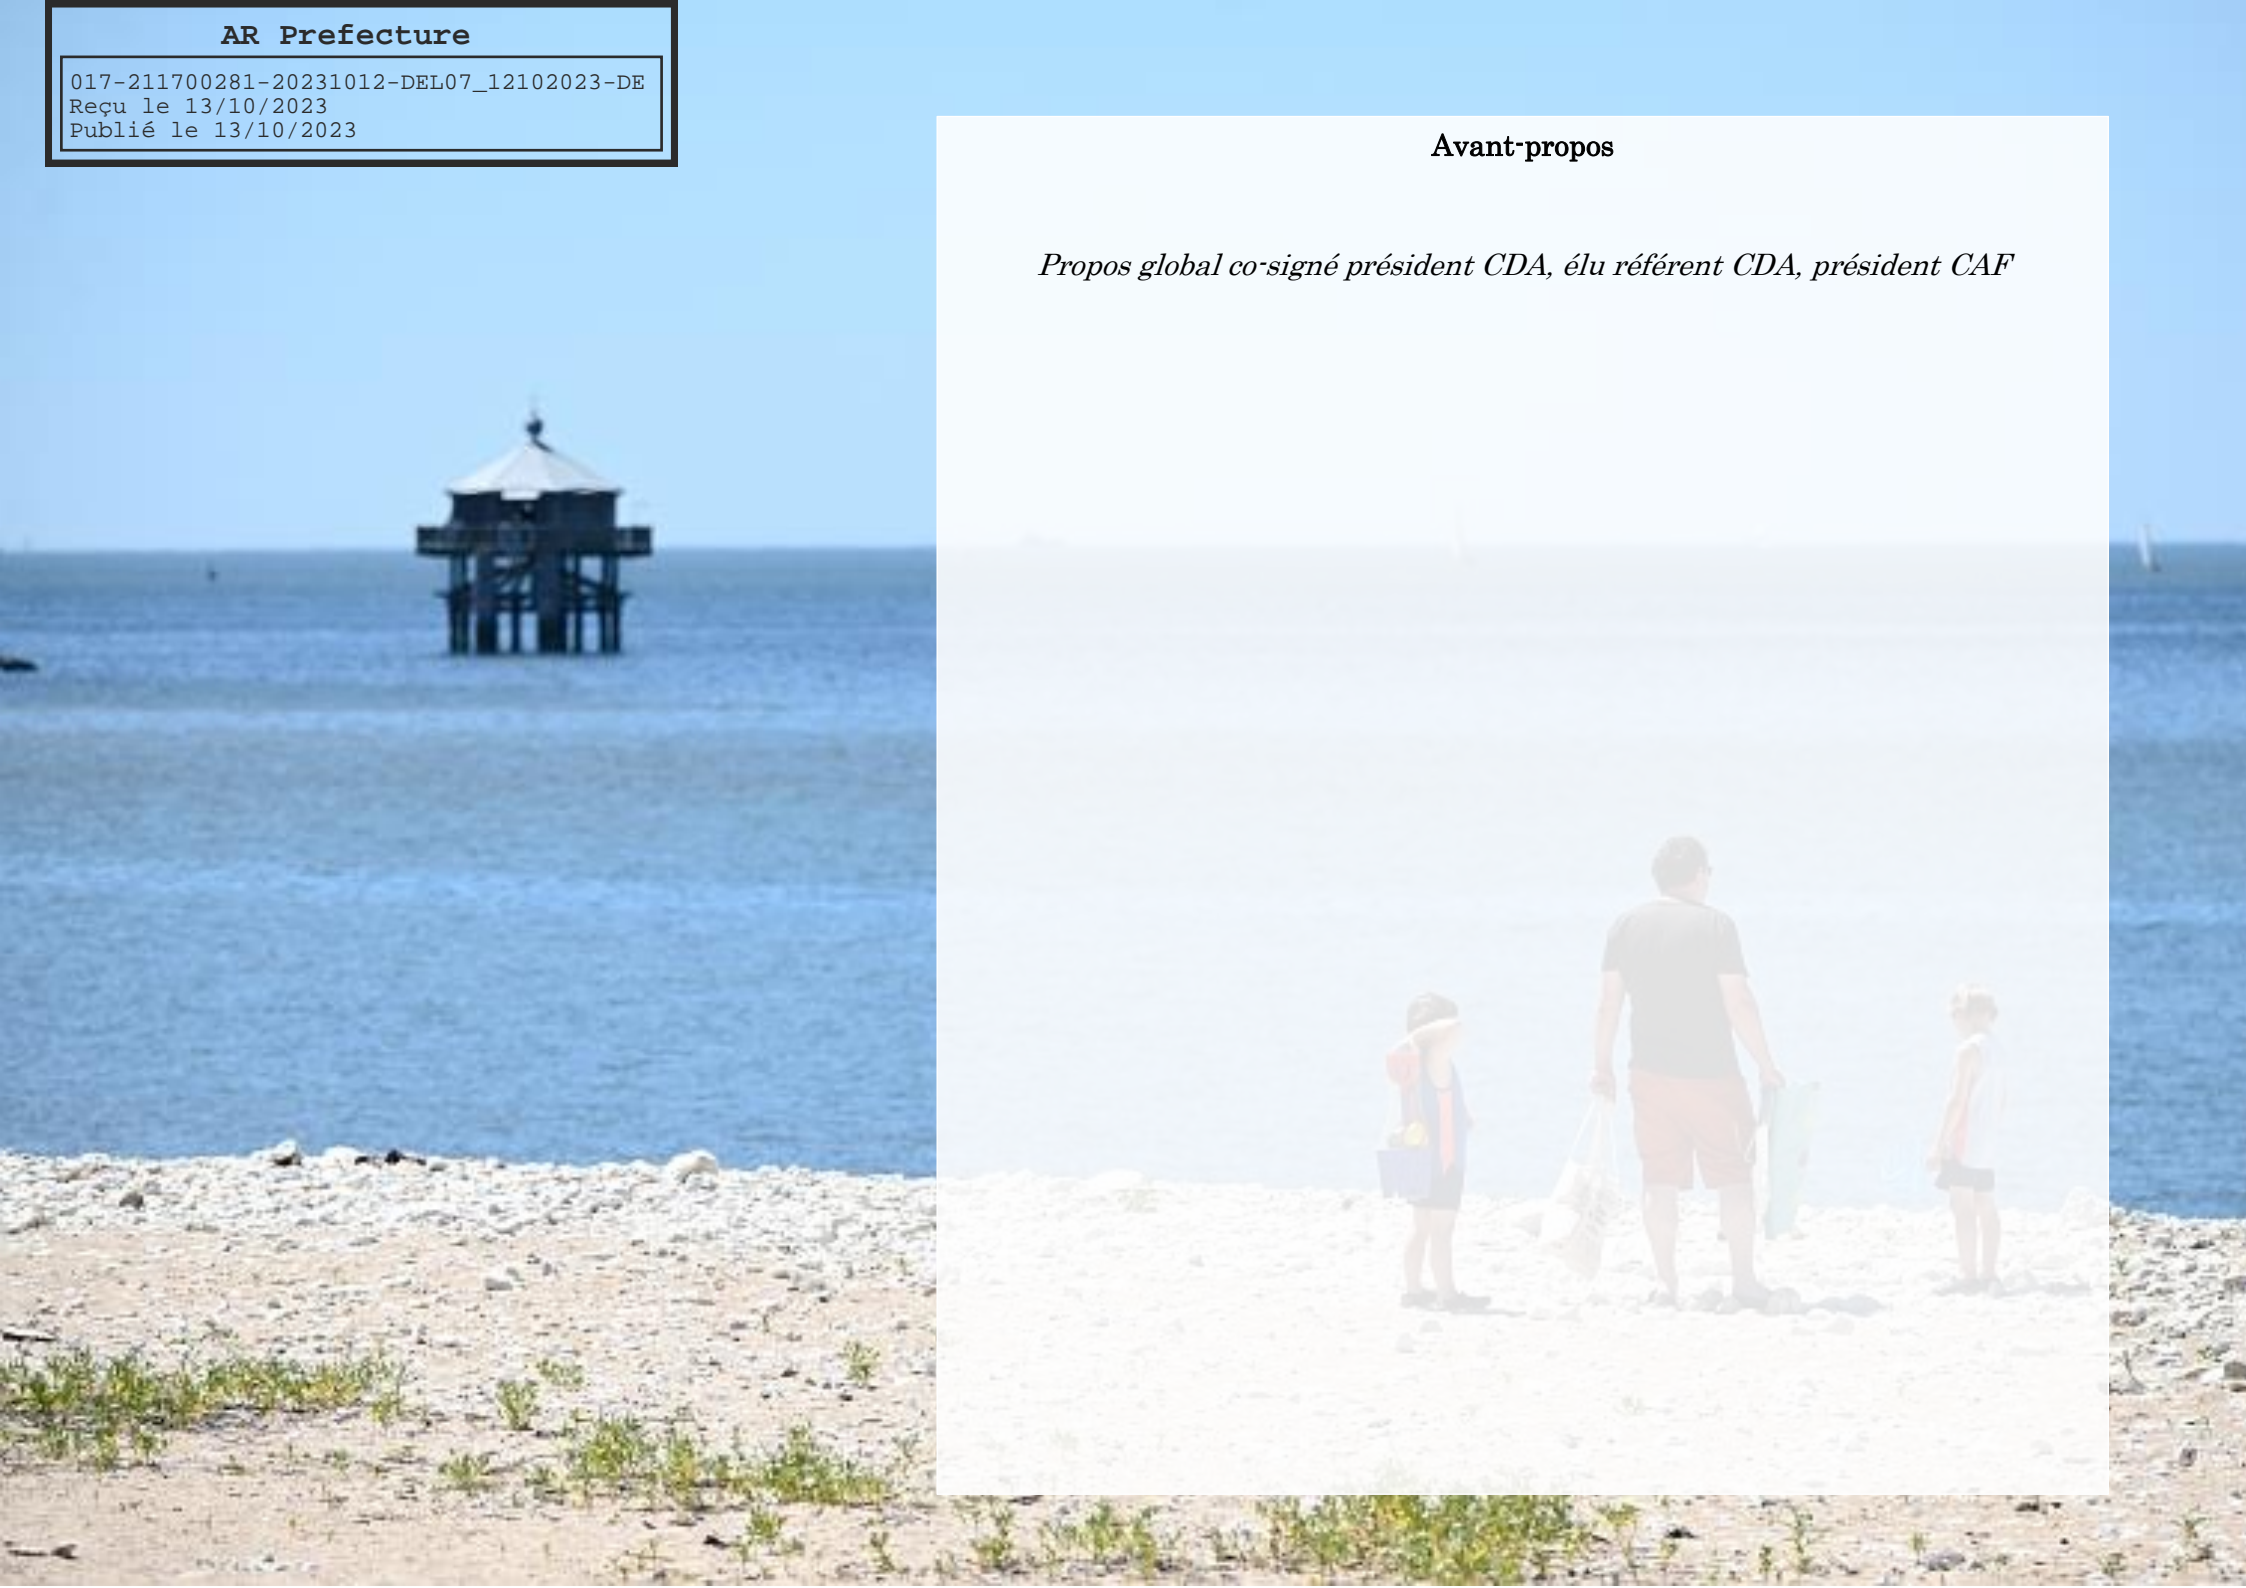 AR Prefecture
017-211700281-20231012-DEL07_12102023-DE
Reçu le 13/10/2023
Publié le 13/10/2023
Avant-propos
Propos global co-signé président CDA, élu référent CDA, président CAF